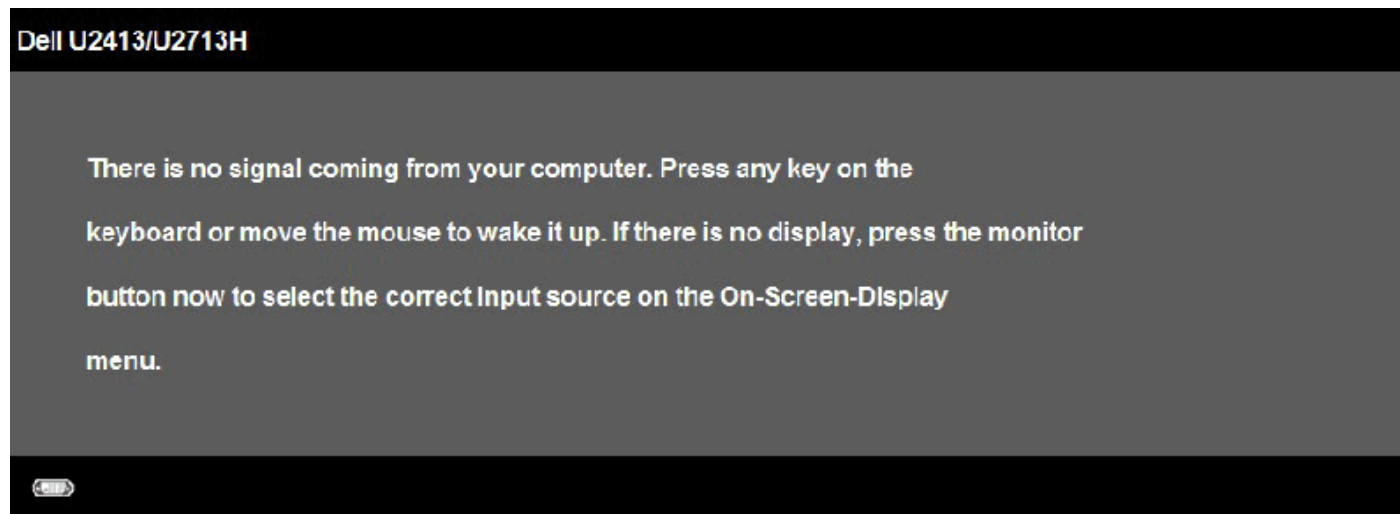 Dell U2413/U2713H
There is no signal coming from your computer. Press any key on the
keyboard or move the mouse to wake it up. If there is no display, press the monitor
button now to select the correct input source on the On-Screen-Display
menu.